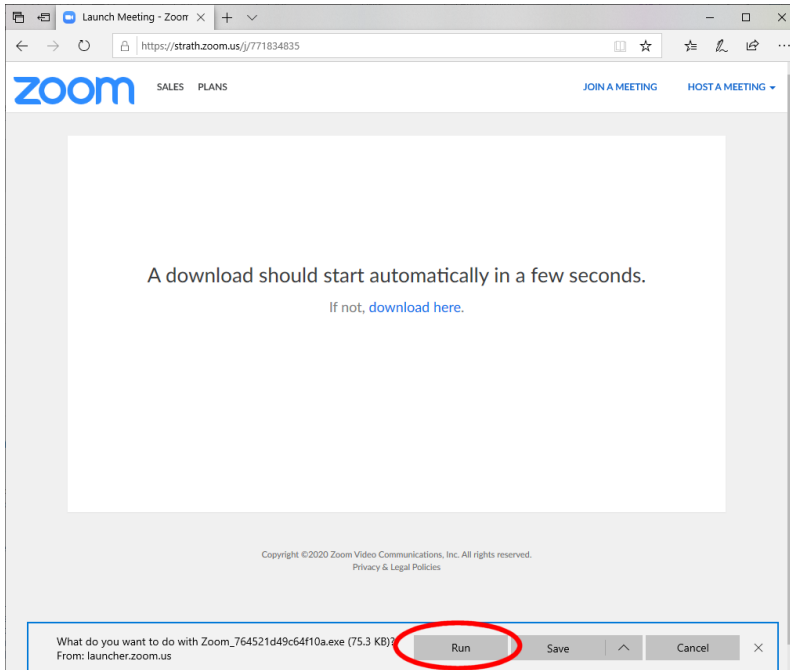 Launch Meeting - Zoom
https://strath.zoom.us/j/771834835
zoom SALES PLANS JOIN A MEETING HOST A MEETING
A download should start automatically in a few seconds.
If not, download here.
Copyright ©2020 Zoom Video Communications, Inc. All rights reserved.
Privacy & Legal Policies
What do you want to do with Zoom_764521d49c64f10a.exe (75.3 KB)?
From: launcher.zoom.us
Run Save Cancel